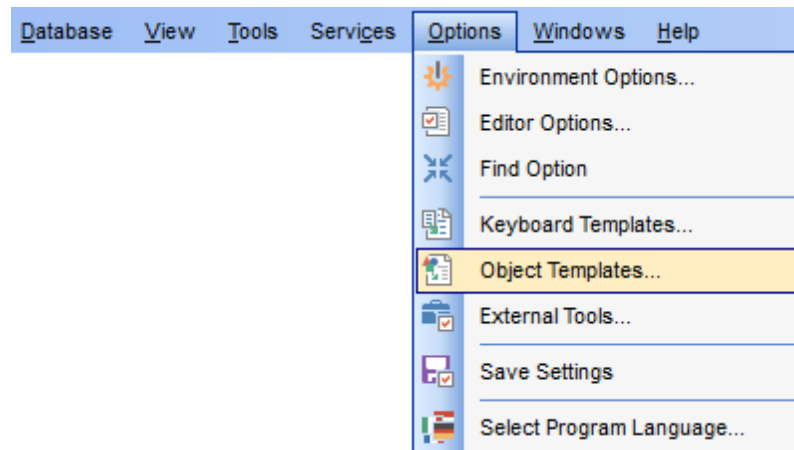 Database View Tools Services Options Windows Help
Environment Options...
Editor Options...
Find Option
Keyboard Templates...
Object Templates...
External Tools...
Save Settings
Select Program Language...